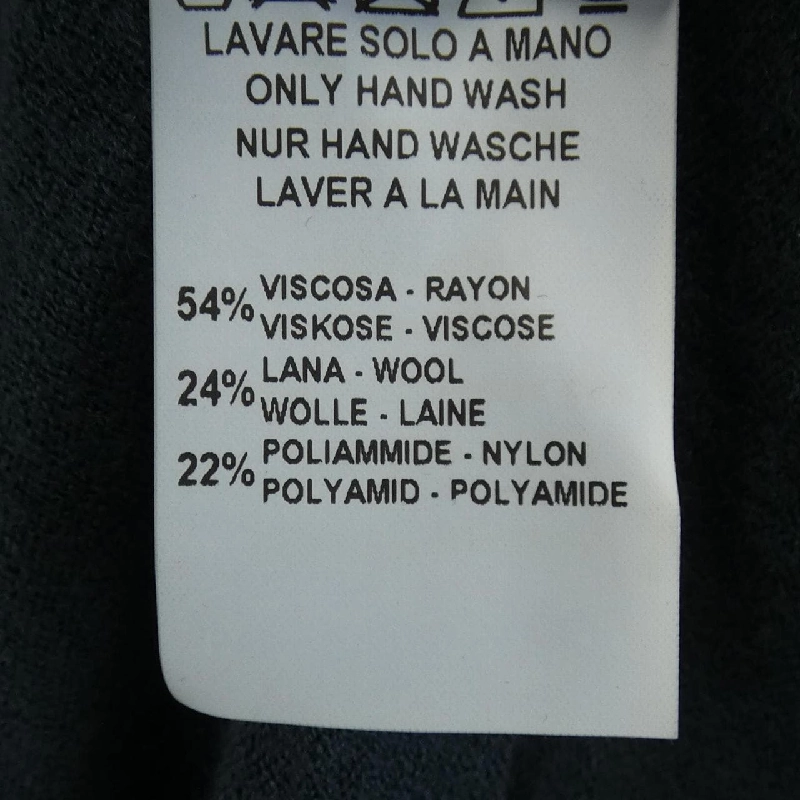 LAVARE SOLO A MANO
ONLY HAND WASH
NUR HAND WASCHE
LAVER A LA MAIN
54% VISCOSA - RAYON
VISKOSE - VISCOSE
24% LANA - WOOL
WOLLE - LAINE
22% POLIAMMIDE - NYLON
POLYAMID - POLYAMIDE